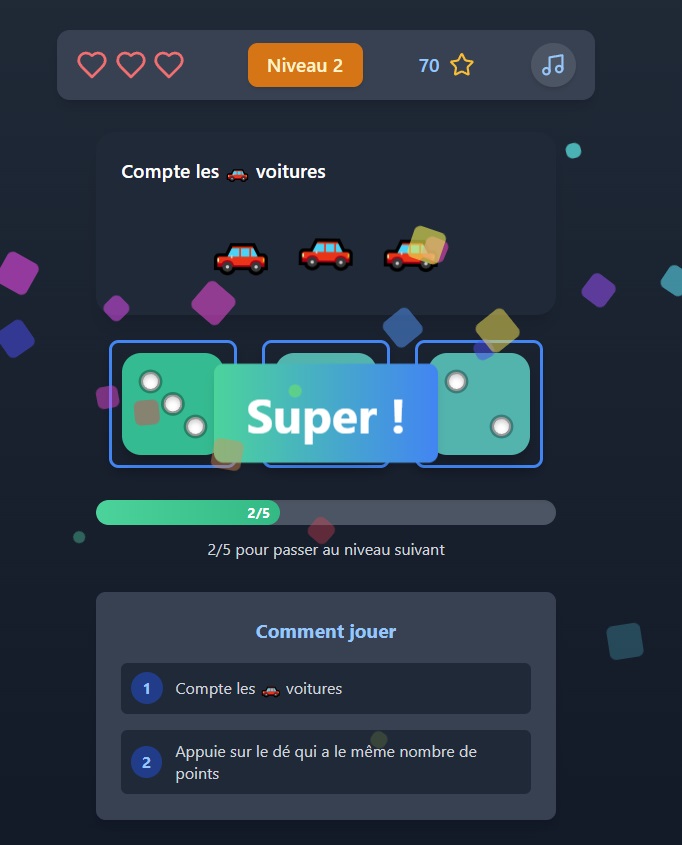 Niveau 2
70
Compte les voitures
Super !
2/5
2/5 pour passer au niveau suivant
Comment jouer
1 Compte les voitures
2 Appuie sur le dé qui a le même nombre de
points